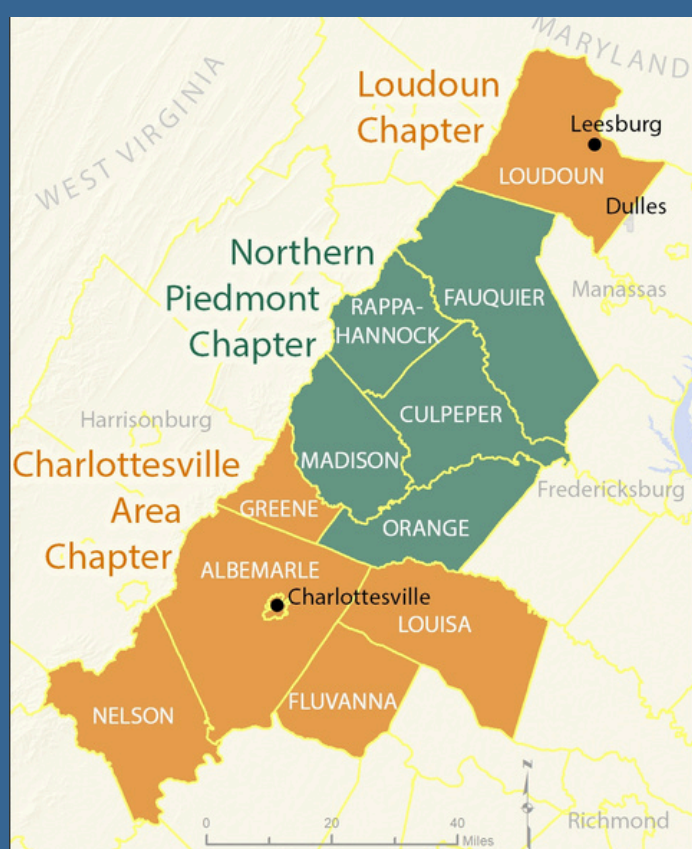 MARYLAND
WEST VIRGINIA
Loudoun
Chapter
Leesburg
LOUDOUN
Dulles
Northern
Piedmont
Chapter
RAPPA-
HANNOCK
FAUQUIER
Manassas
CULPEPER
Harrisonburg
MADISON
Charlottesville
Area
Chapter
GREENE
Fredericksburg
ORANGE
ALBEMARLE
Charlottesville
LOUISA
NELSON
FLUVANNA
N
0 20 40
Miles
Richmond